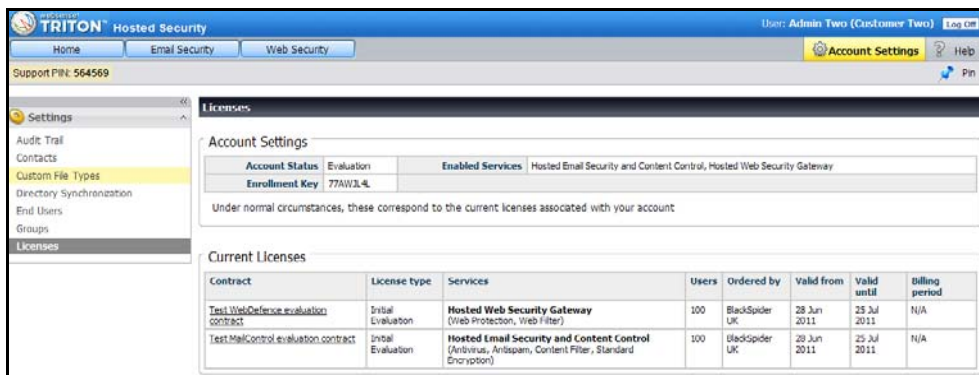 websense
TRITON™ Hosted Security
User: Admin Two (Customer Two) Log Off
Home Email Security Web Security Account Settings Help
Support PIN: 564569 Pin
Settings
Audit Trail
Contacts
Custom File Types
Directory Synchronization
End Users
Groups
Licenses
Licenses
Account Settings
Account Status Evaluation Enabled Services Hosted Email Security and Content Control, Hosted Web Security Gateway
Enrollment Key 77AWJL4L
Under normal circumstances, these correspond to the current licenses associated with your account
Current Licenses
Contract License type Services Users Ordered by Valid from Valid until Billing period
Test WebDefence evaluation contract Initial Evaluation Hosted Web Security Gateway (Web Protection, Web Filter) 100 BlackSpider UK 28 Jun 2011 25 Jul 2011 N/A
Test MailControl evaluation contract Initial Evaluation Hosted Email Security and Content Control (Antivirus, Antispam, Content Filter, Standard Encryption) 100 BlackSpider UK 28 Jun 2011 25 Jul 2011 N/A